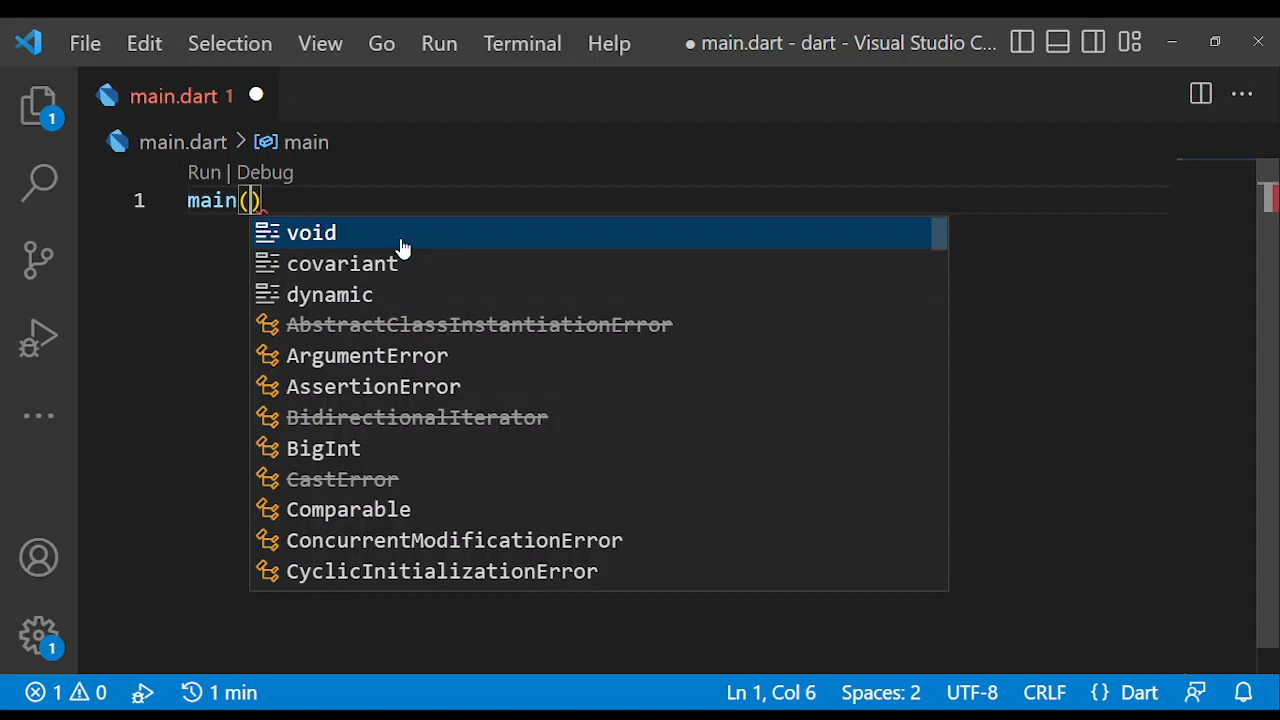 File Edit Selection View Go Run Terminal Help ● main.dart - dart - Visual Studio C...
1
main.dart 1
main.dart > main
Run | Debug
1 main()
void
covariant
dynamic
AbstractClassInstantiationError
ArgumentError
AssertionError
BidirectionalIterator
BigInt
CastError
Comparable
ConcurrentModificationError
CyclicInitializationError
1
1 0 1 min Ln 1, Col 6 Spaces: 2 UTF-8 CRLF {} Dart